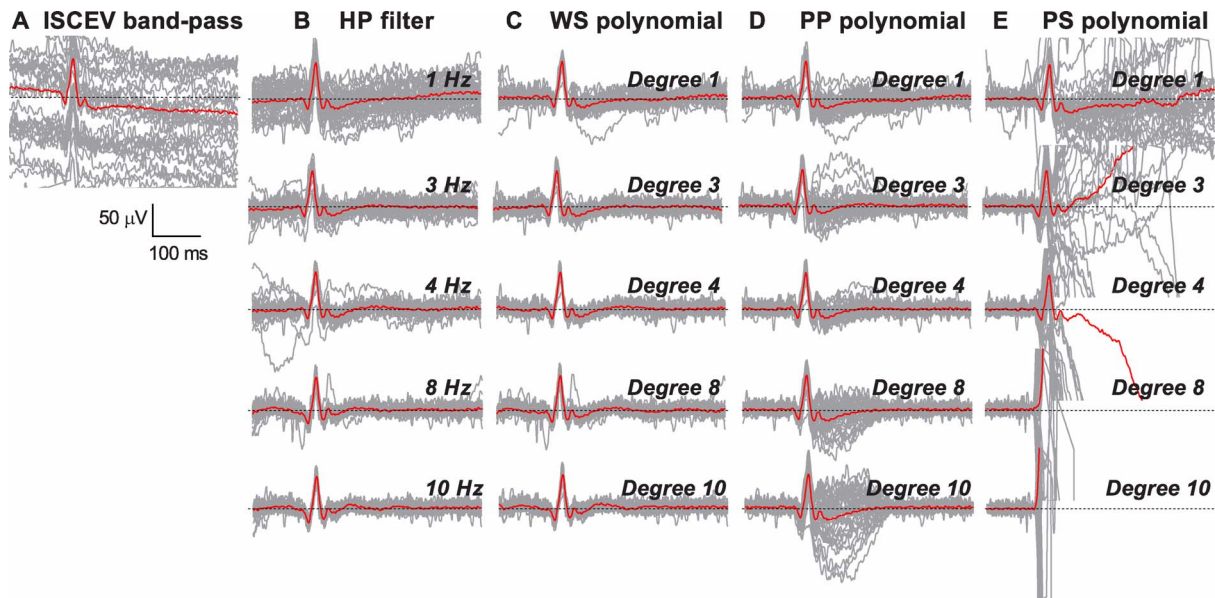 A ISCEV band-pass
B HP filter
C WS polynomial
D PP polynomial
E PS polynomial
1 Hz
Degree 1
Degree 1
Degree 1
3 Hz
Degree 3
Degree 3
Degree 3
50 µV
100 ms
4 Hz
Degree 4
Degree 4
Degree 4
8 Hz
Degree 8
Degree 8
Degree 8
10 Hz
Degree 10
Degree 10
Degree 10